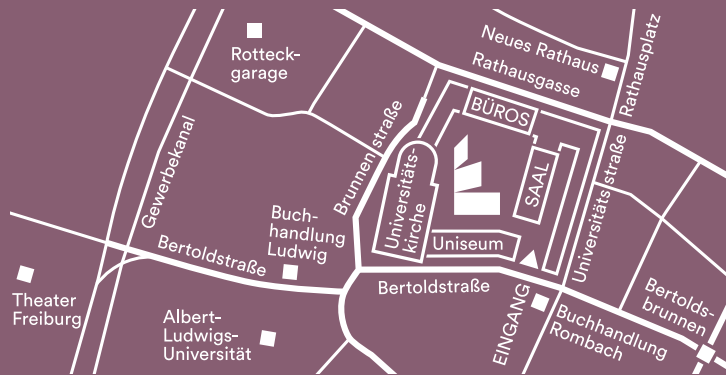 Rotteck-
garage
Neues Rathaus
Rathausgasse
Rathausplatz
BÜROS
Gewerbekanal
Brunnenstraße
Universitäts-
kirche
SAAL
Universitätsstraße
Buch-
handlung
Ludwig
Uniseum
Bertoldstraße
Bertoldstraße
Theater
Freiburg
Albert-
Ludwigs-
Universität
EINGANG
Buchhandlung
Rombach
Bertolds-
brunnen